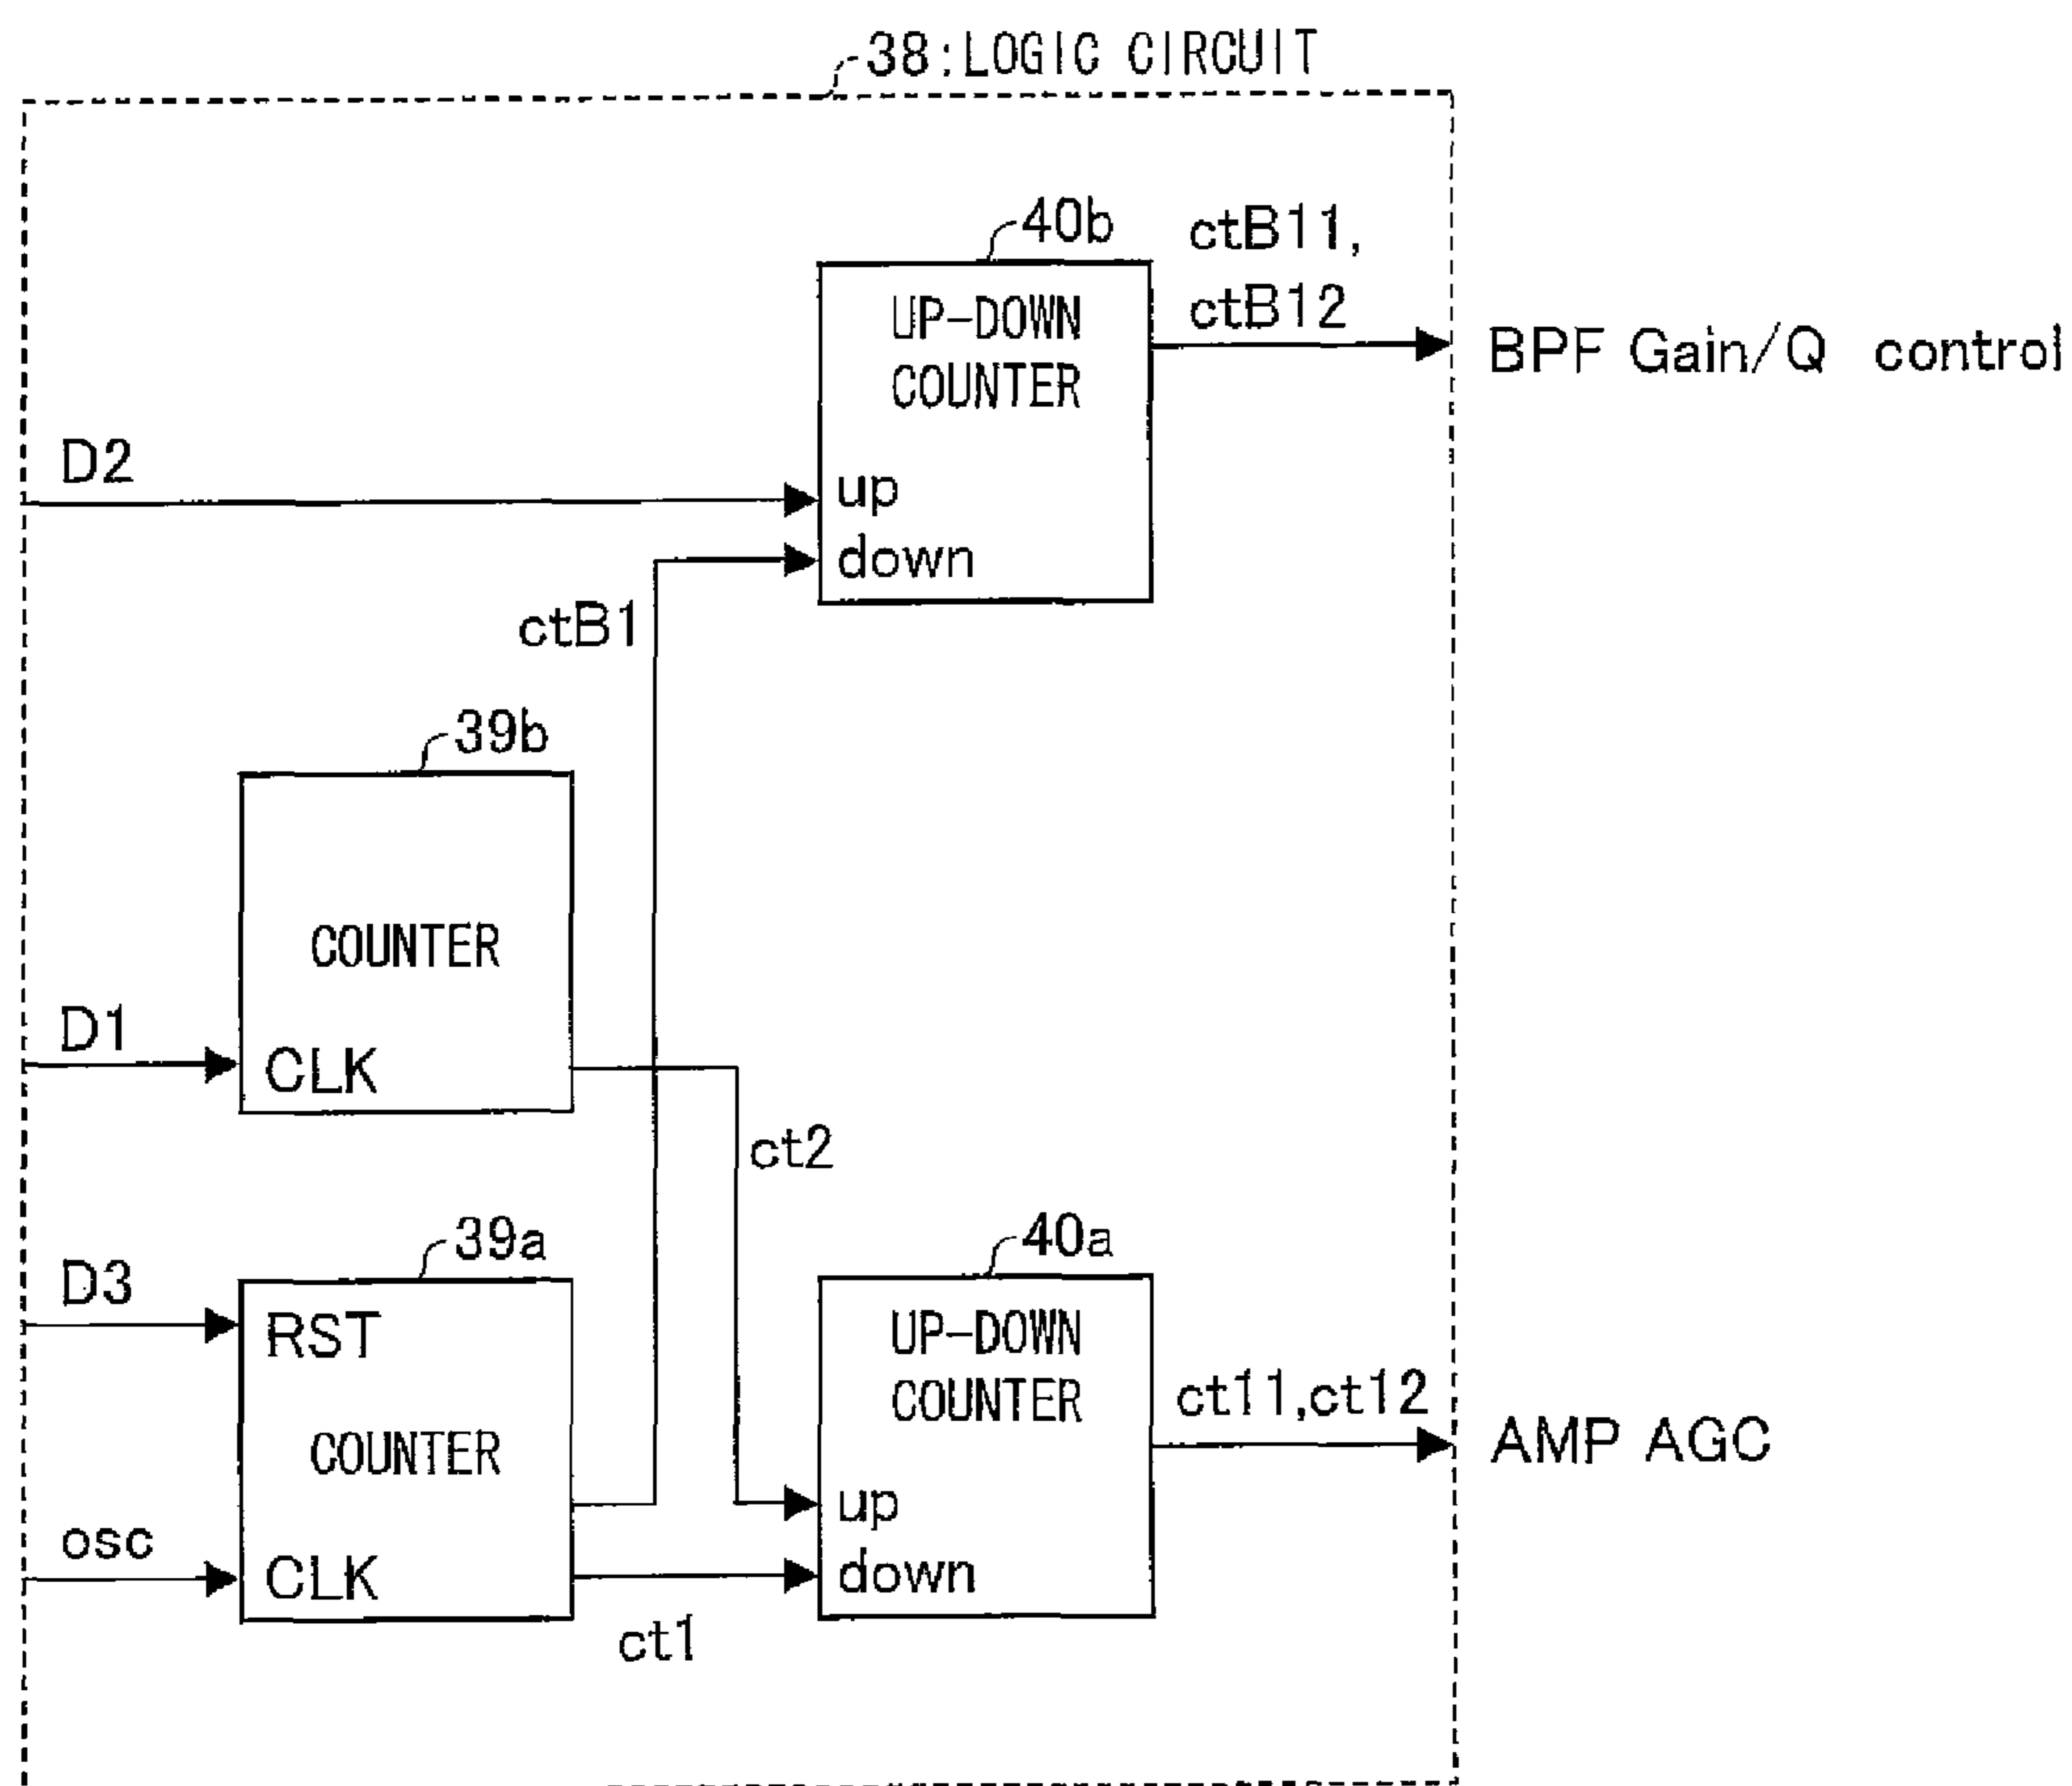 38:LOGIC CIRCUIT
40b
ctB11,
ctB12
UP-DOWN
COUNTER
BPF Gain/Q control
D2
up
down
ctB1
39b
COUNTER
D1
CLK
ct2
39a
40a
D3
RST
UP-DOWN
COUNTER
ct11,ct12
COUNTER
AMP AGC
up
osc
CLK
down
ct1